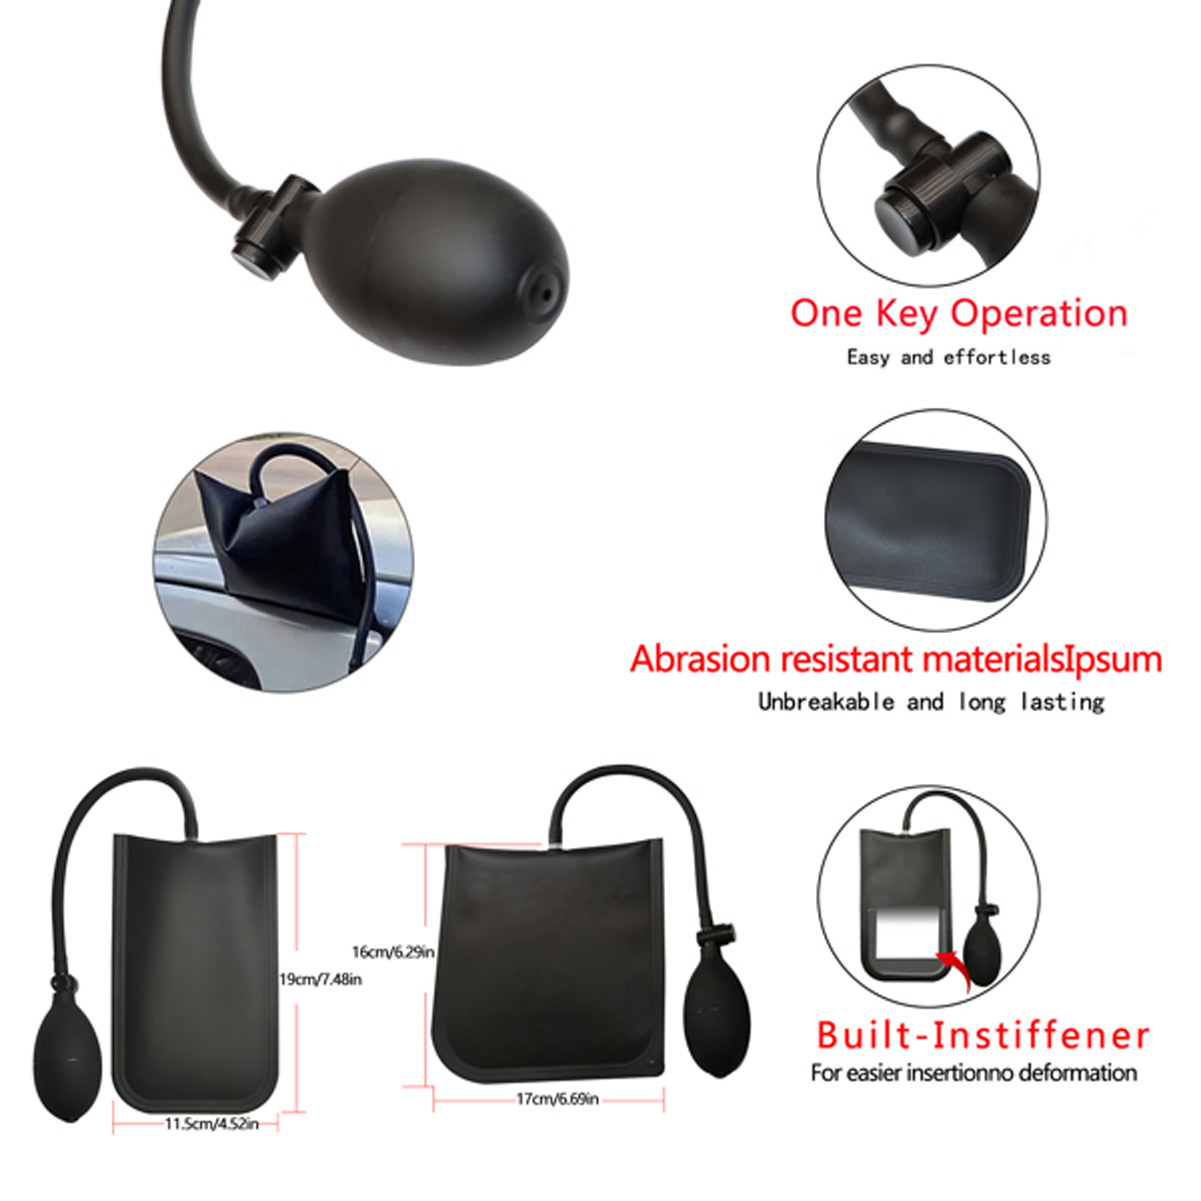 One Key Operation
Easy and effortless
Abrasion resistant materialsIpsum
Unbreakable and long lasting
16cm/6.29in
19cm/7.48in
Built-Instiffener
For easier insertionno deformation
17cm/6.69in
11.5cm/4.52in